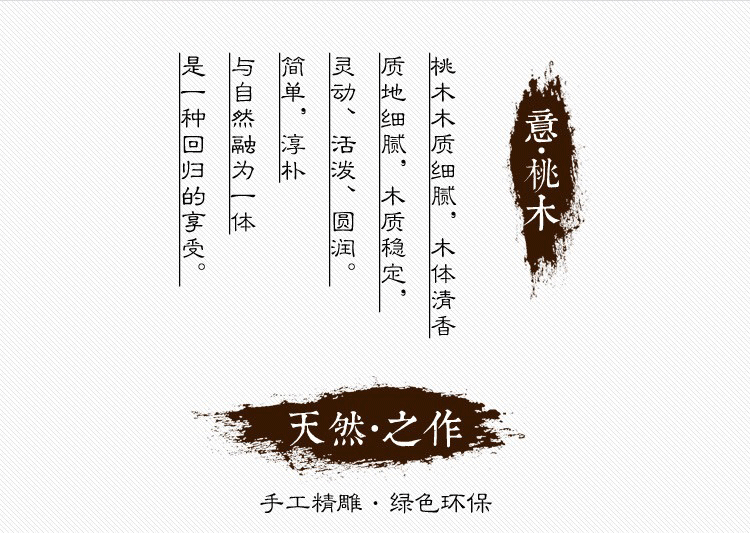 意·桃木
桃木木质细腻，木体清香
质地细腻，木质稳定，
灵动、活泼、圆润。
简单，淳朴
与自然融为一体
是一种回归的享受。
天然·之作
手工精雕·绿色环保